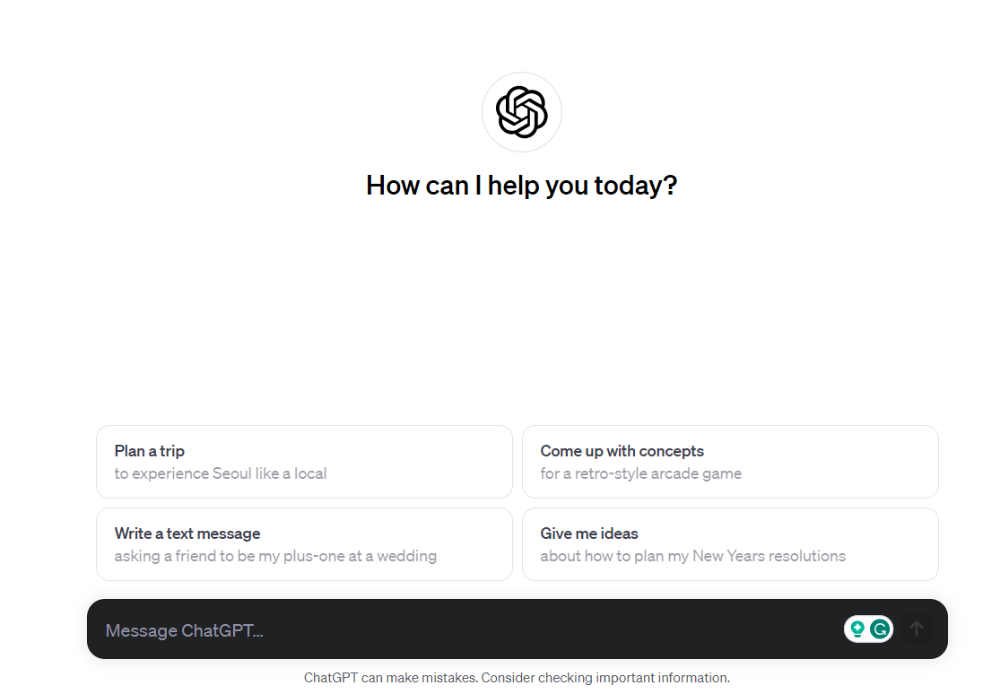 How can I help you today?
Plan a trip
to experience Seoul like a local
Come up with concepts
for a retro-style arcade game
Write a text message
asking a friend to be my plus-one at a wedding
Give me ideas
about how to plan my New Years resolutions
Message ChatGPT...
ChatGPT can make mistakes. Consider checking important information.